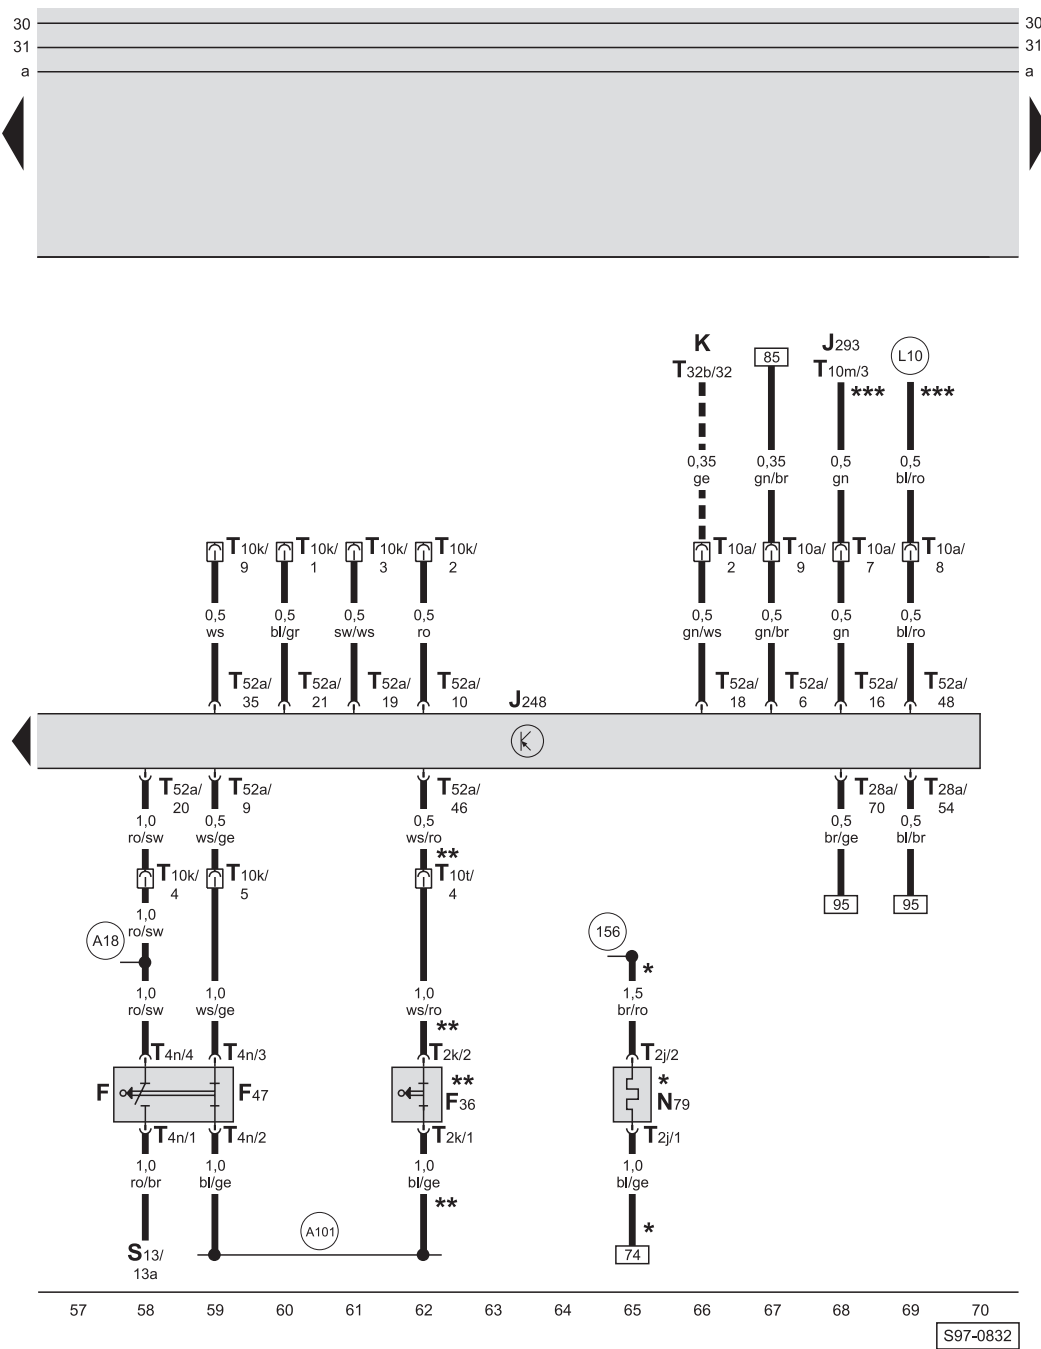 30 30
31 31
a a
K 85 J293 L10
T32b/32 T10m/3
*** ***
0,35 0,35 0,5 0,5
ge gn/br gn bl/ro
T10k/ T10k/ T10k/ T10k/ T10a/ T10a/ T10a/ T10a/
9 1 3 2 2 9 7 8
0,5 0,5 0,5 0,5 0,5 0,5 0,5 0,5
ws bl/gr sw/ws ro gn/ws gn/br gn bl/ro
T52a/ T52a/ T52a/ T52a/ T52a/ T52a/ T52a/ T52a/
35 21 19 10 J248 18 6 16 48
T52a/ T52a/ T52a/ T28a/ T28a/
20 9 46 70 54
1,0 0,5 0,5 0,5 0,5
ro/sw ws/ge ws/ro br/ge bl/br
**
T10k/ T10k/ T10t/
4 5 4
95 95
1,0
ro/sw
A18 156
*
1,0 1,0 1,0 1,5
ro/sw ws/ge ws/ro br/ro
**
T4n/4 T4n/3 T2k/2 T2j/2
** *
F F47 F36 N79
T4n/1 T4n/2 T2k/1 T2j/1
1,0 1,0 1,0 1,0
ro/br bl/ge bl/ge bl/ge
**
A101 *
S13/ 74
13a
57 58 59 60 61 62 63 64 65 66 67 68 69 70
S97-0832